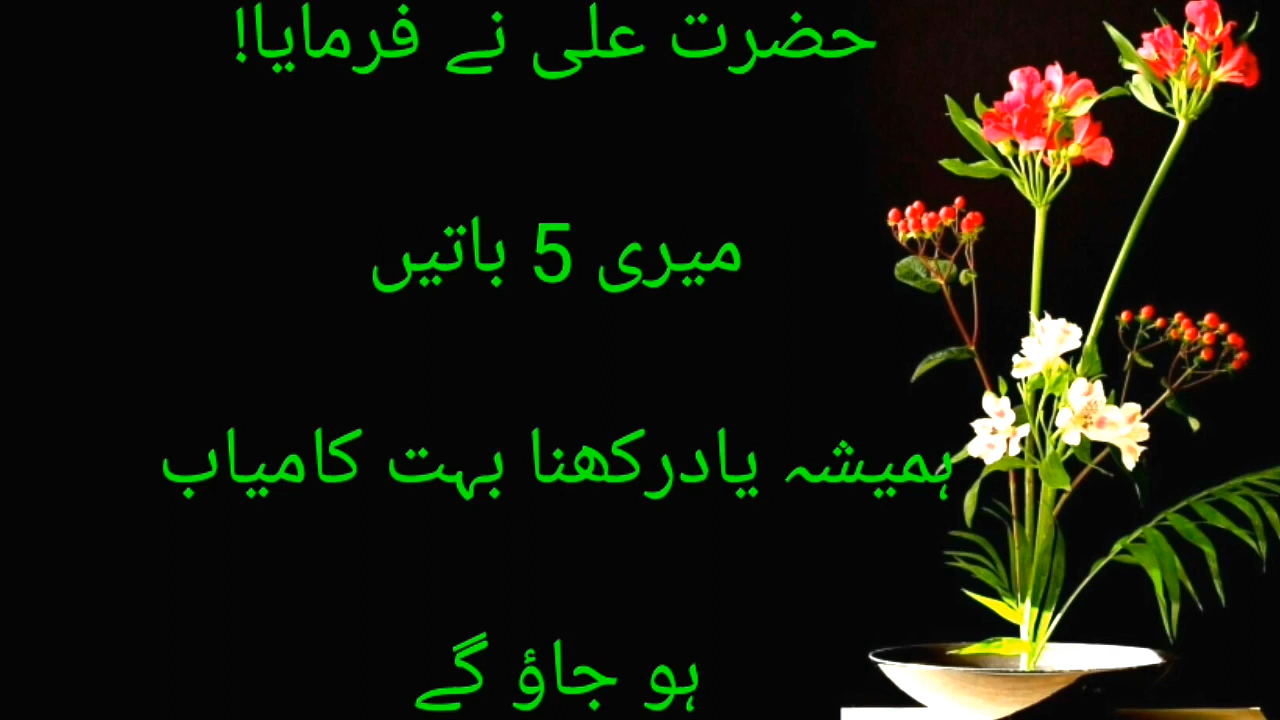 حضرت علی نے فرمایا!
میری 5 باتیں
ہمیشہ یادرکھنا بہت کامیاب
ہو جاؤ گے